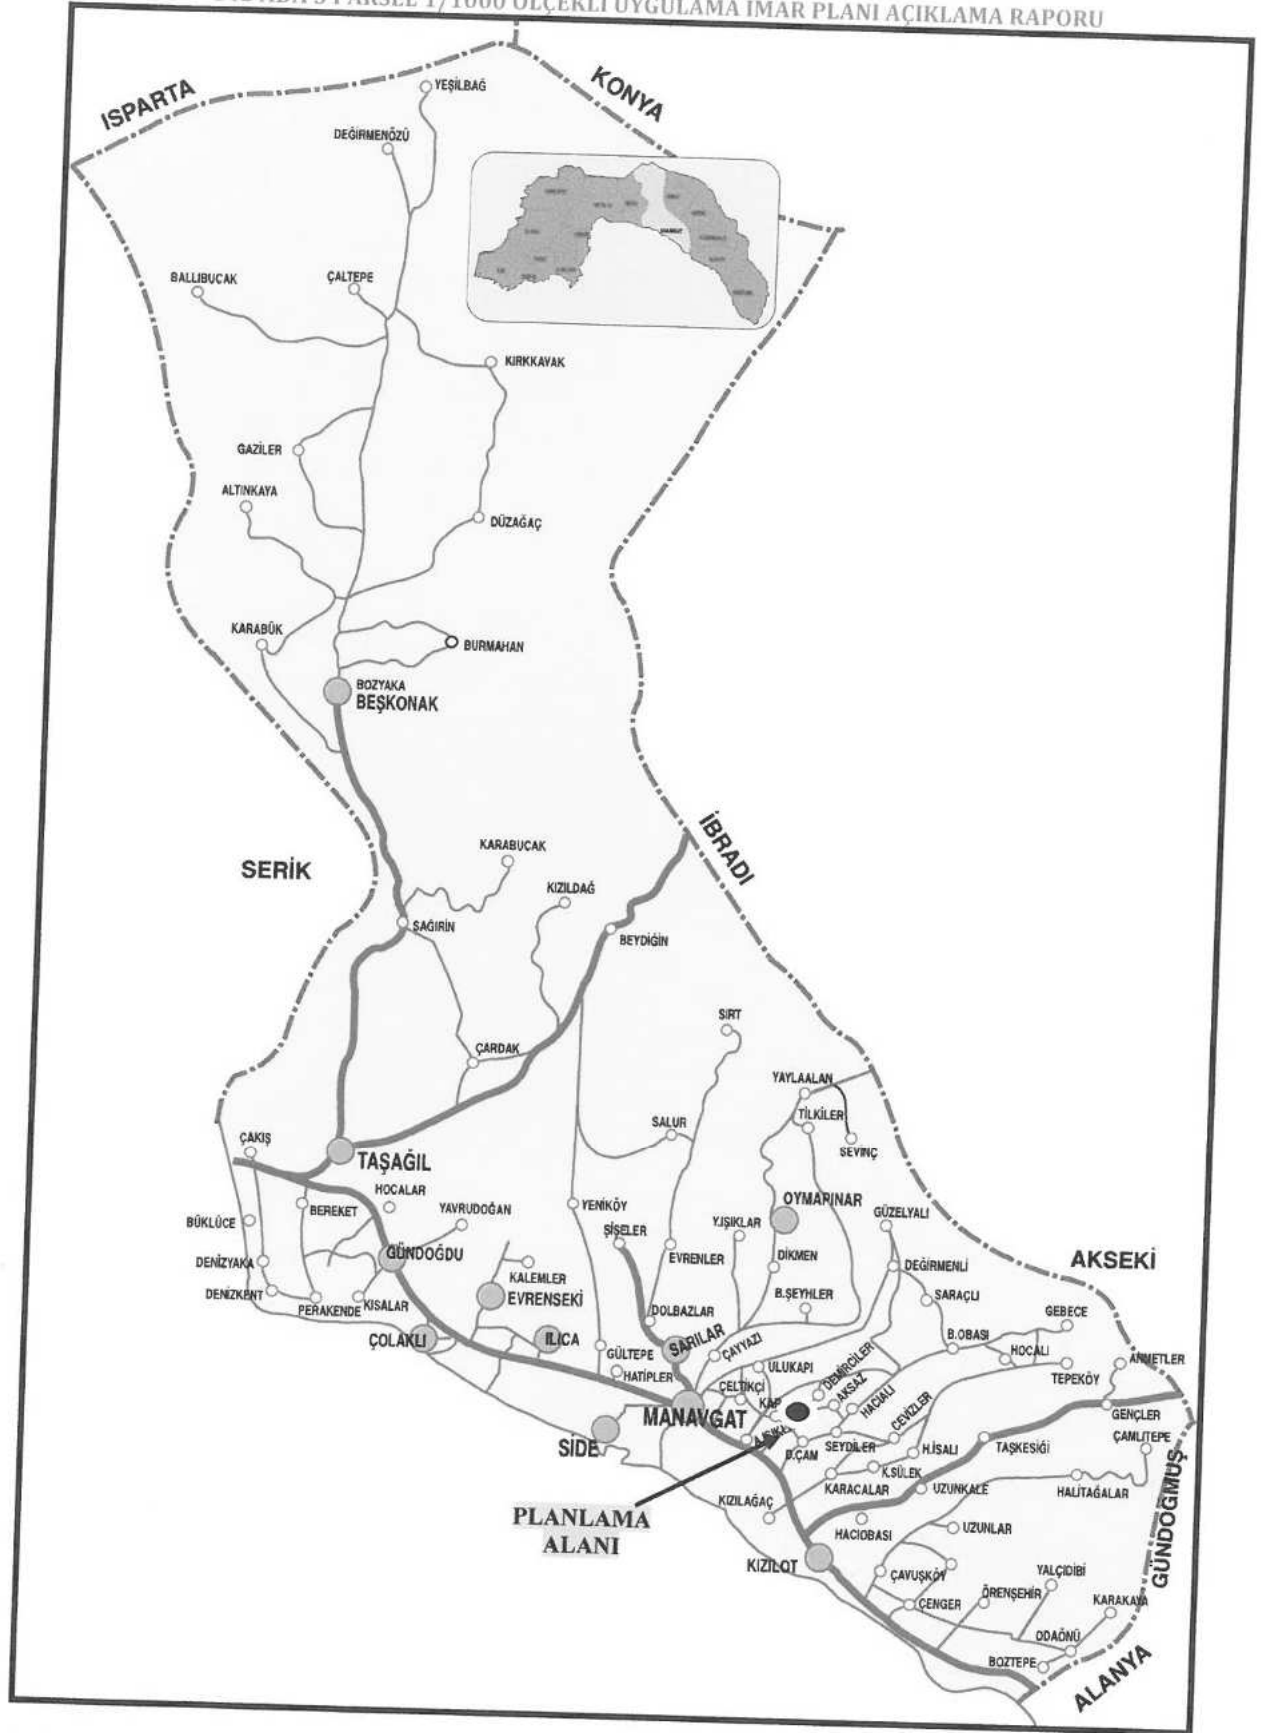 PARSEL 1/1000 ÖLÇEKLİ UYGULAMA İMAR PLANI AÇIKLAMA RAPORU
ISPARTA
KONYA
YEŞİLBAĞ
DEĞİRMENÖZÜ
BALLIBUCAK
ÇALTEPE
KIRKKAVAK
GAZİLER
ALTINKAYA
DÜZAĞAÇ
KARABÜK
BURMAHAN
BOZYAKA
BEŞKONAK
İBRADI
SERİK
KARABUCAK
KIZILDAĞ
SAĞIRİN
BEYDİĞİN
SIRT
ÇARDAK
YAYLAALAN
TİLKİLER
SALUR
SEVİNÇ
ÇAKIŞ
TAŞAĞIL
HOCALAR
BEREKET
YAVRUDOĞAN
YENİKÖY
OYMAPINAR
BÜKLÜCE
ŞİŞELER
Y.IŞIKLAR
GÜZELYALI
GÜNDOĞDU
EVRENLER
DİKMEN
DENİZYAKA
KALEMLER
DEĞİRMENLİ
AKSEKİ
DENİZKENT
EVRENSEKİ
B.ŞEYHLER
SARAÇLI
PERAKENDE
KISALAR
DOLBAZLAR
GEBECE
ÇOLAKLI
ILICA
SARILAR
ÇAYYAZI
B.OBASI
GÜLTEPE
HOCALI
AHMETLER
HATİPLER
ULUKAPI
DEMİRCİLER
TEPEKÖY
ÇELTİKÇİ
AKSAZ
KAP
HACIALI
MANAVGAT
CEVİZLER
GENÇLER
SİDE
D.ÇAM
SEYDİLER
H.İSALI
TAŞKESİĞİ
ÇAMLITEPE
K.SÜLEK
KARACALAR
UZUNKALE
HALİTAĞALAR
KIZILAĞAÇ
GÜNDOĞMUŞ
PLANLAMA
ALANI
HACIOBASI
UZUNLAR
KIZILOT
ÇAVUŞKÖY
YALÇIDİBİ
ÇENGER
ÖRENŞEHİR
KARAKAYA
ODAÖNÜ
BOZTEPE
ALANYA